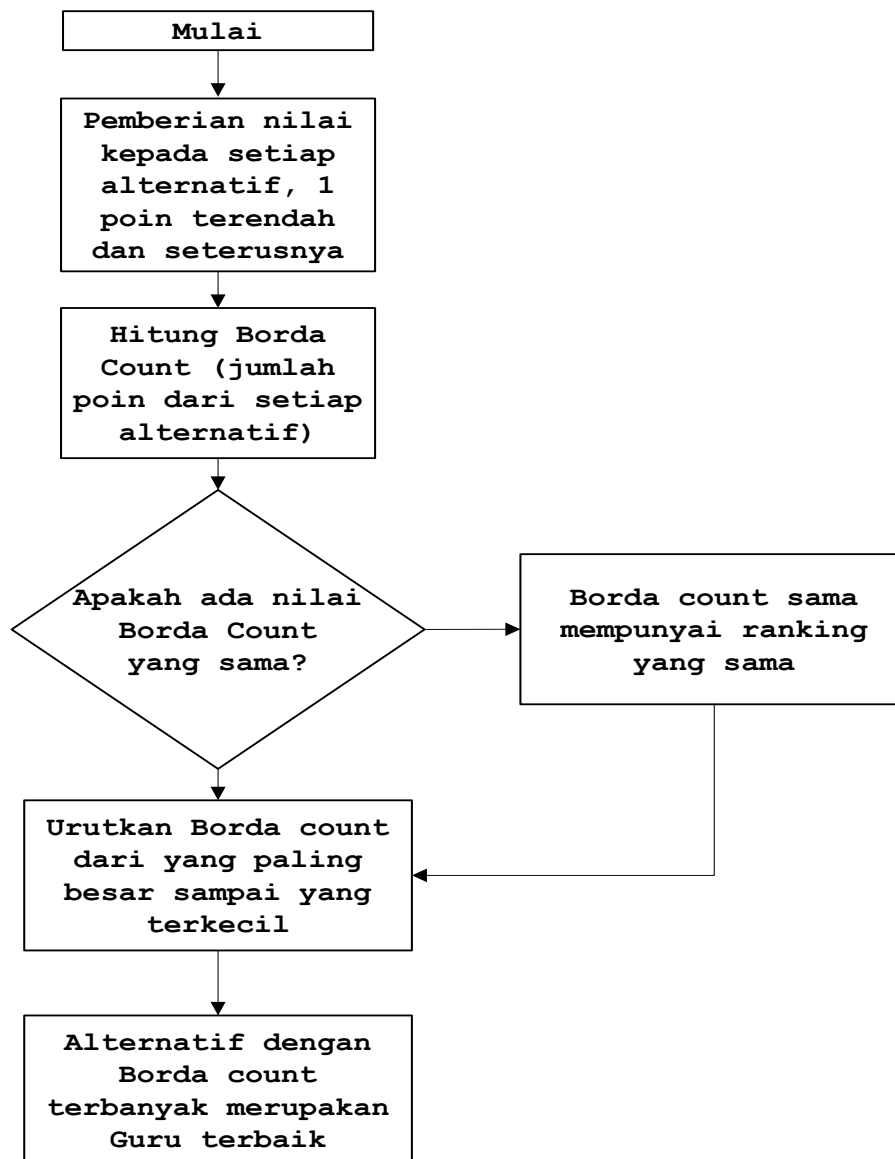 Mulai
Pemberian nilai
kepada setiap
alternatif, 1
poin terendah
dan seterusnya
Hitung Borda
Count (jumlah
poin dari setiap
alternatif)
Apakah ada nilai
Borda Count
yang sama?
Borda count sama
mempunyai ranking
yang sama
Urutkan Borda count
dari yang paling
besar sampai yang
terkecil
Alternatif dengan
Borda count
terbanyak merupakan
Guru terbaik